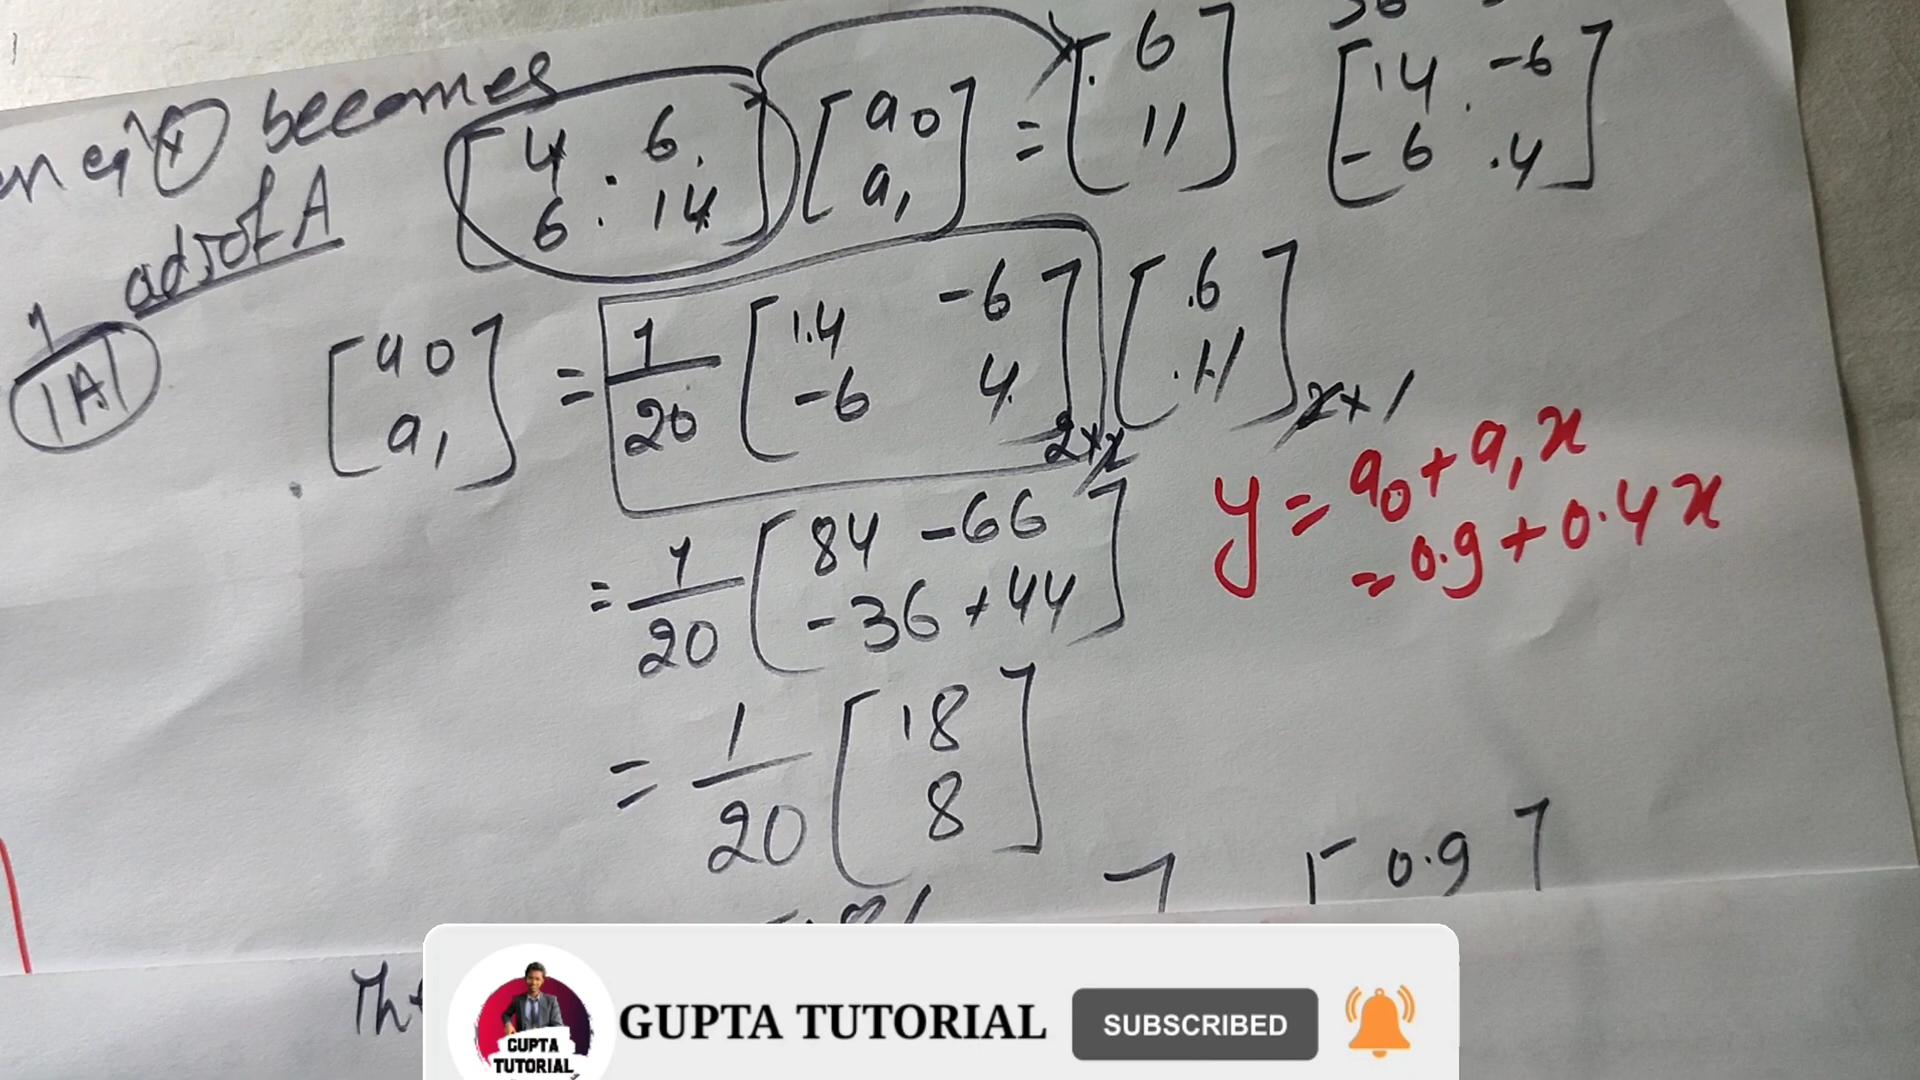 becomes
[4 6
6 14] [a0
a1] = [6
11]
[14 -6
-6 4]
1/|A| adj of A
[a0
a1] = 1/20 [14 -6
-6 4]2×2 [6
11]2×1
= 1/20 [84 -66
-36 +44]
= 1/20 [18
8]
y = a0 + a1x
= 0.9 + 0.4x
[0.9]
GUPTA TUTORIAL
SUBSCRIBED
GUPTA
TUTORIAL